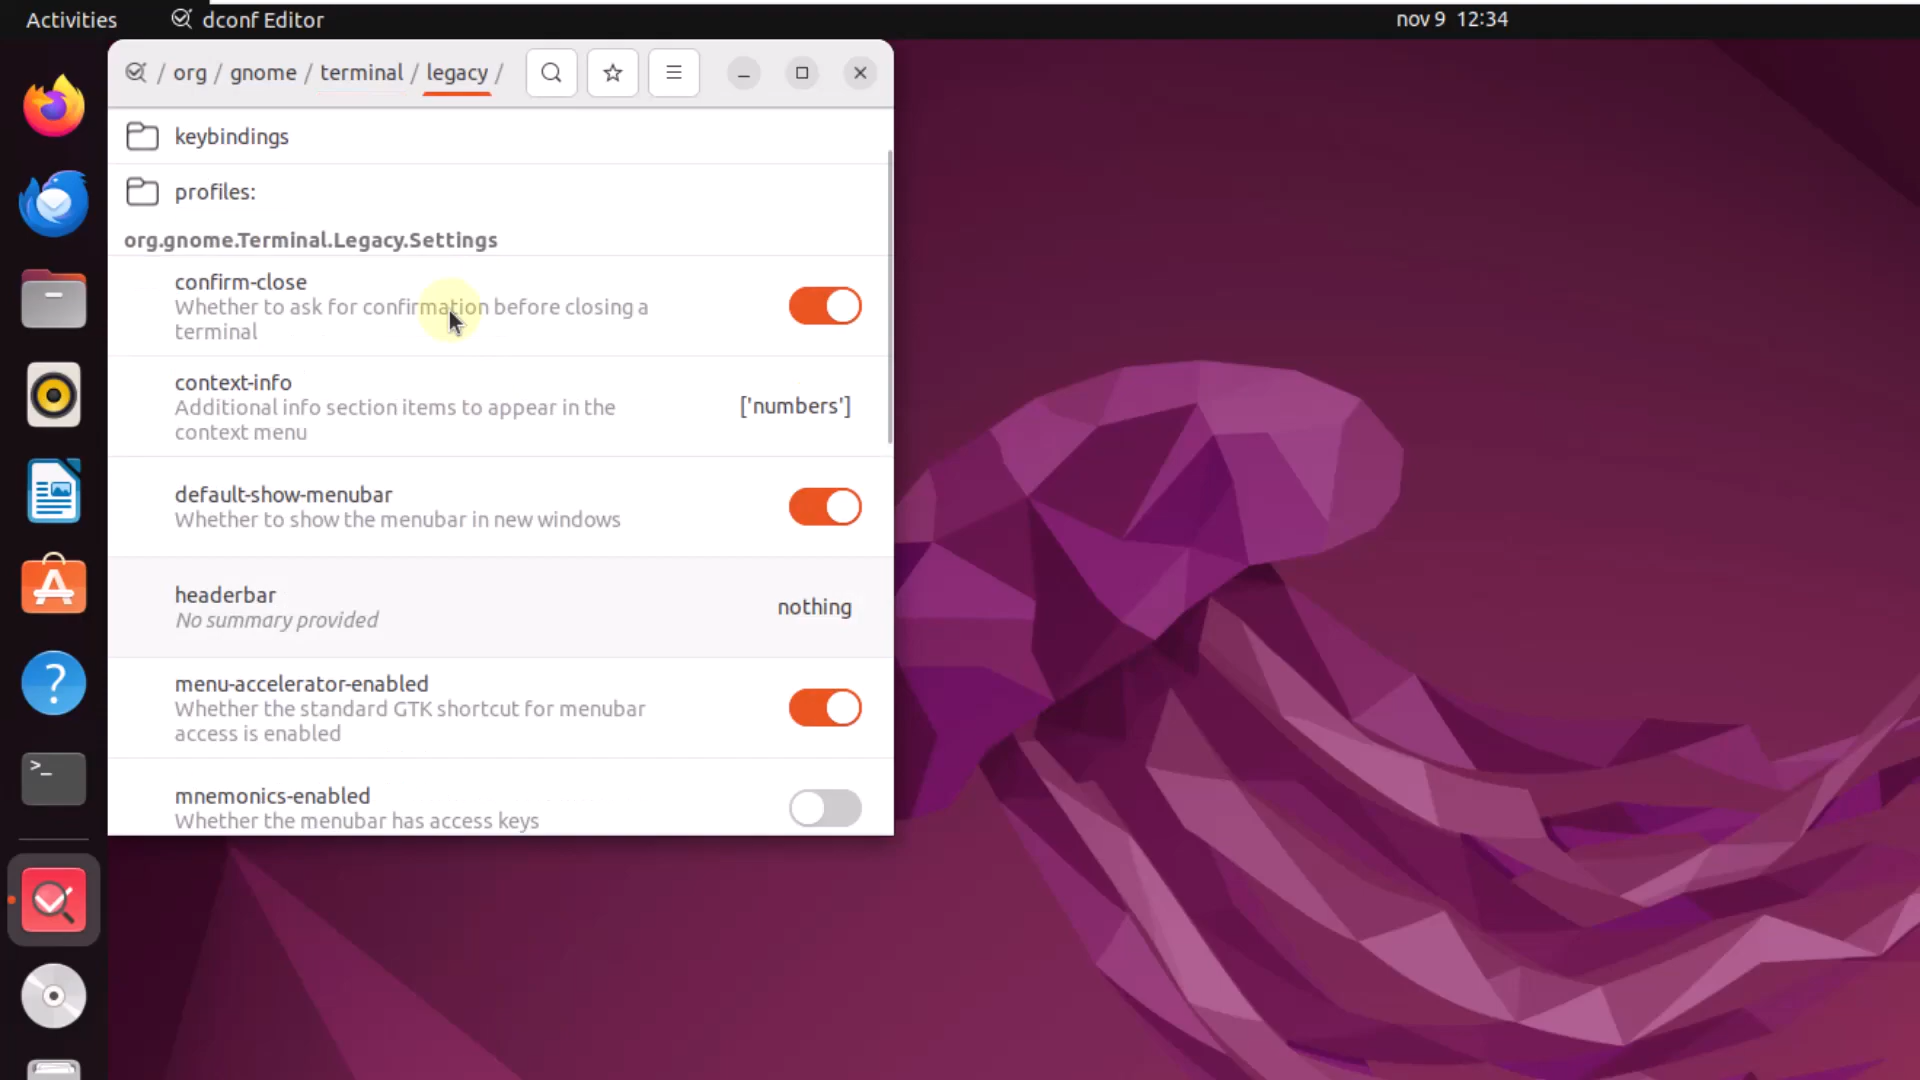 Activities
dconf Editor
nov 9 12:34
/ org / gnome / terminal / legacy /
keybindings
profiles:
org.gnome.Terminal.Legacy.Settings
confirm-close
Whether to ask for confirmation before closing a
terminal
context-info
Additional info section items to appear in the
context menu
['numbers']
default-show-menubar
Whether to show the menubar in new windows
headerbar
No summary provided
nothing
menu-accelerator-enabled
Whether the standard GTK shortcut for menubar
access is enabled
mnemonics-enabled
Whether the menubar has access keys